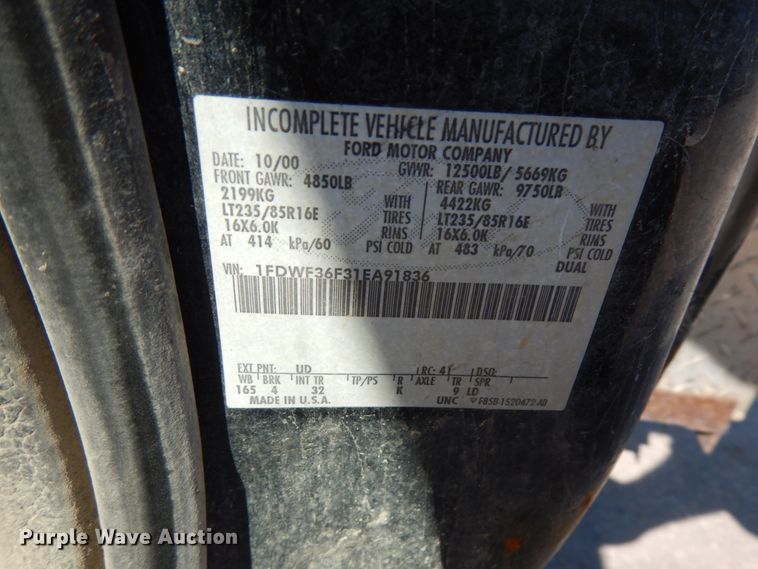 INCOMPLETE VEHICLE MANUFACTURED BY
FORD MOTOR COMPANY
DATE: 10/00 GVWR: 12500LB/ 5669KG
FRONT GAWR: 4850LB REAR GAWR: 9750LB
2199KG WITH 4422KG WITH
LT235/85R16E TIRES LT235/85R16E TIRES
16X6.0K RIMS 16X6.0K RIMS
AT 414 kPa/60 PSI COLD AT 483 kPa/70 PSI COLD
DUAL
VIN: 1FDWF36F31EA91836
EXT PNT: UD RC: 41 DSO:
WB BRK INT TR TP/PS R AXLE TR SPR
165 4 32 K 9 LD
MADE IN U.S.A. UNC F85B-1520472-AD
Purple Wave Auction